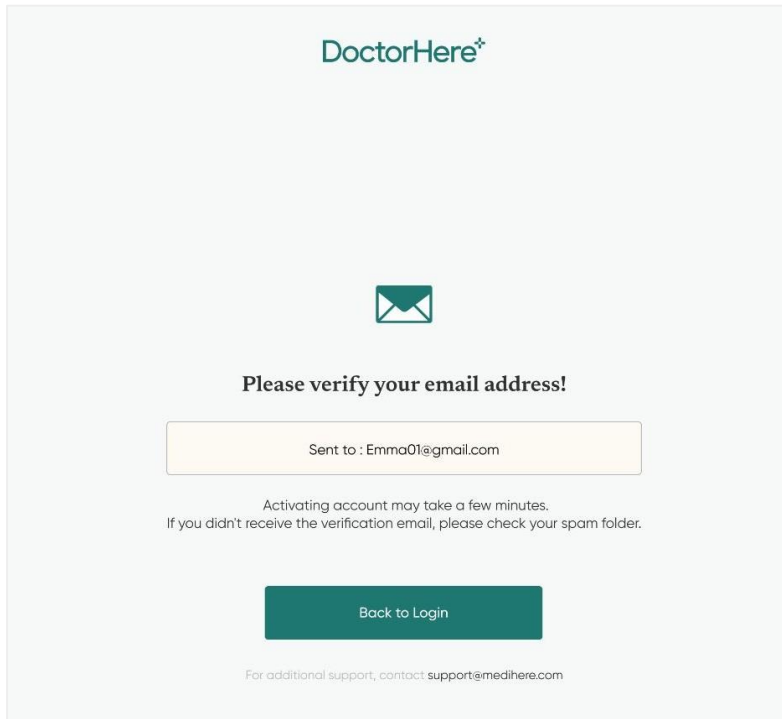 DoctorHere
Please verify your email address!
Sent to : Emma01@gmail.com
Activating account may take a few minutes.
If you didn't receive the verification email, please check your spam folder.
Back to Login
For additional support, contact support@medihere.com